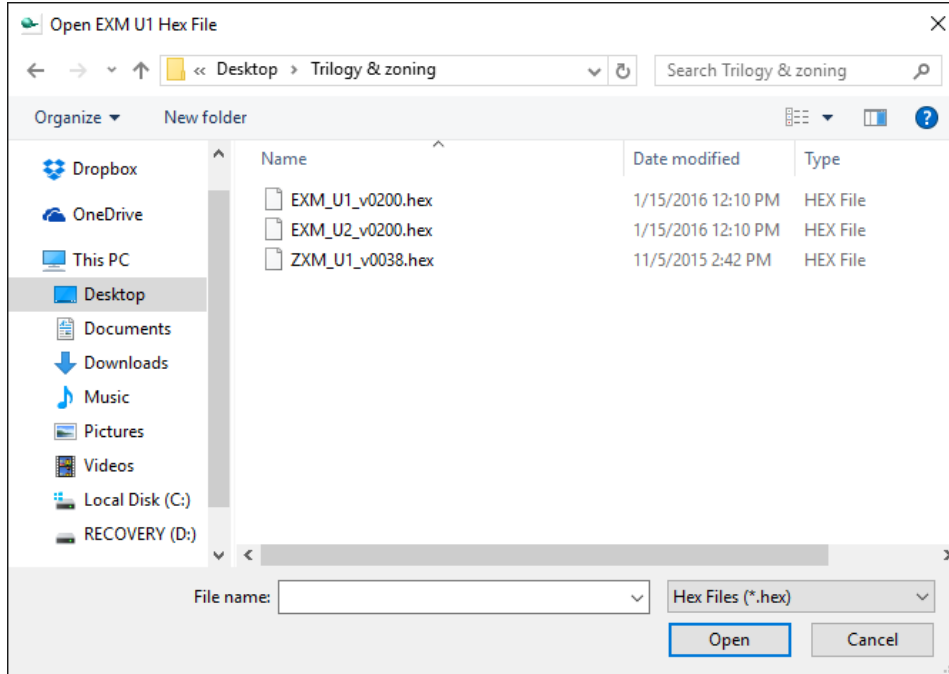 Open EXM U1 Hex File
« Desktop > Trilogy & zoning
Search Trilogy & zoning
Organize
New folder
Dropbox
OneDrive
This PC
Desktop
Documents
Downloads
Music
Pictures
Videos
Local Disk (C:)
RECOVERY (D:)
Name Date modified Type
EXM_U1_v0200.hex 1/15/2016 12:10 PM HEX File
EXM_U2_v0200.hex 1/15/2016 12:10 PM HEX File
ZXM_U1_v0038.hex 11/5/2015 2:42 PM HEX File
File name:
Hex Files (*.hex)
Open Cancel